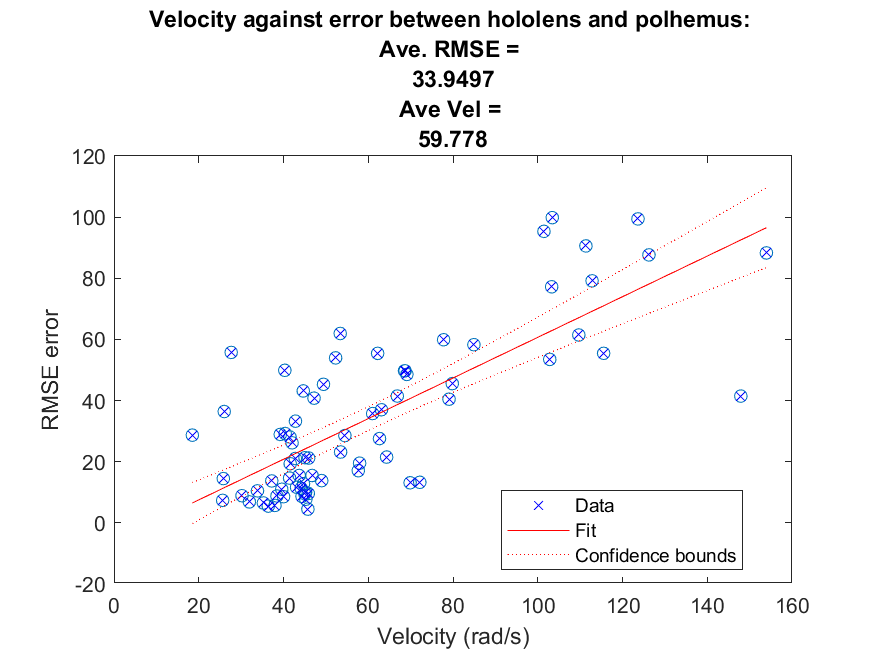 Velocity against error between hololens and polhemus:
Ave. RMSE =
33.9497
Ave Vel =
59.778
120
100
80
60
40
20
0
-20
RMSE error
Data
Fit
Confidence bounds
0 20 40 60 80 100 120 140 160
Velocity (rad/s)